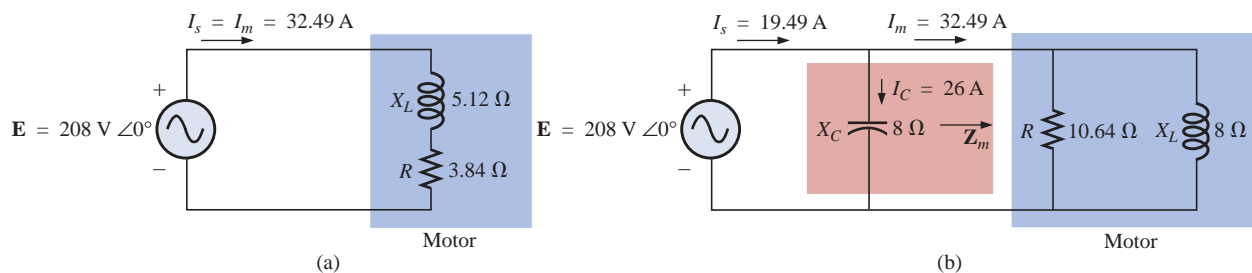 I_s = I_m = 32.49 A
+
E = 208 V ∠0°
−
X_L 5.12 Ω
R 3.84 Ω
Motor
(a)
I_s = 19.49 A
I_m = 32.49 A
+
E = 208 V ∠0°
−
I_C = 26 A
X_C 8 Ω
Z_m
R 10.64 Ω
X_L 8 Ω
Motor
(b)